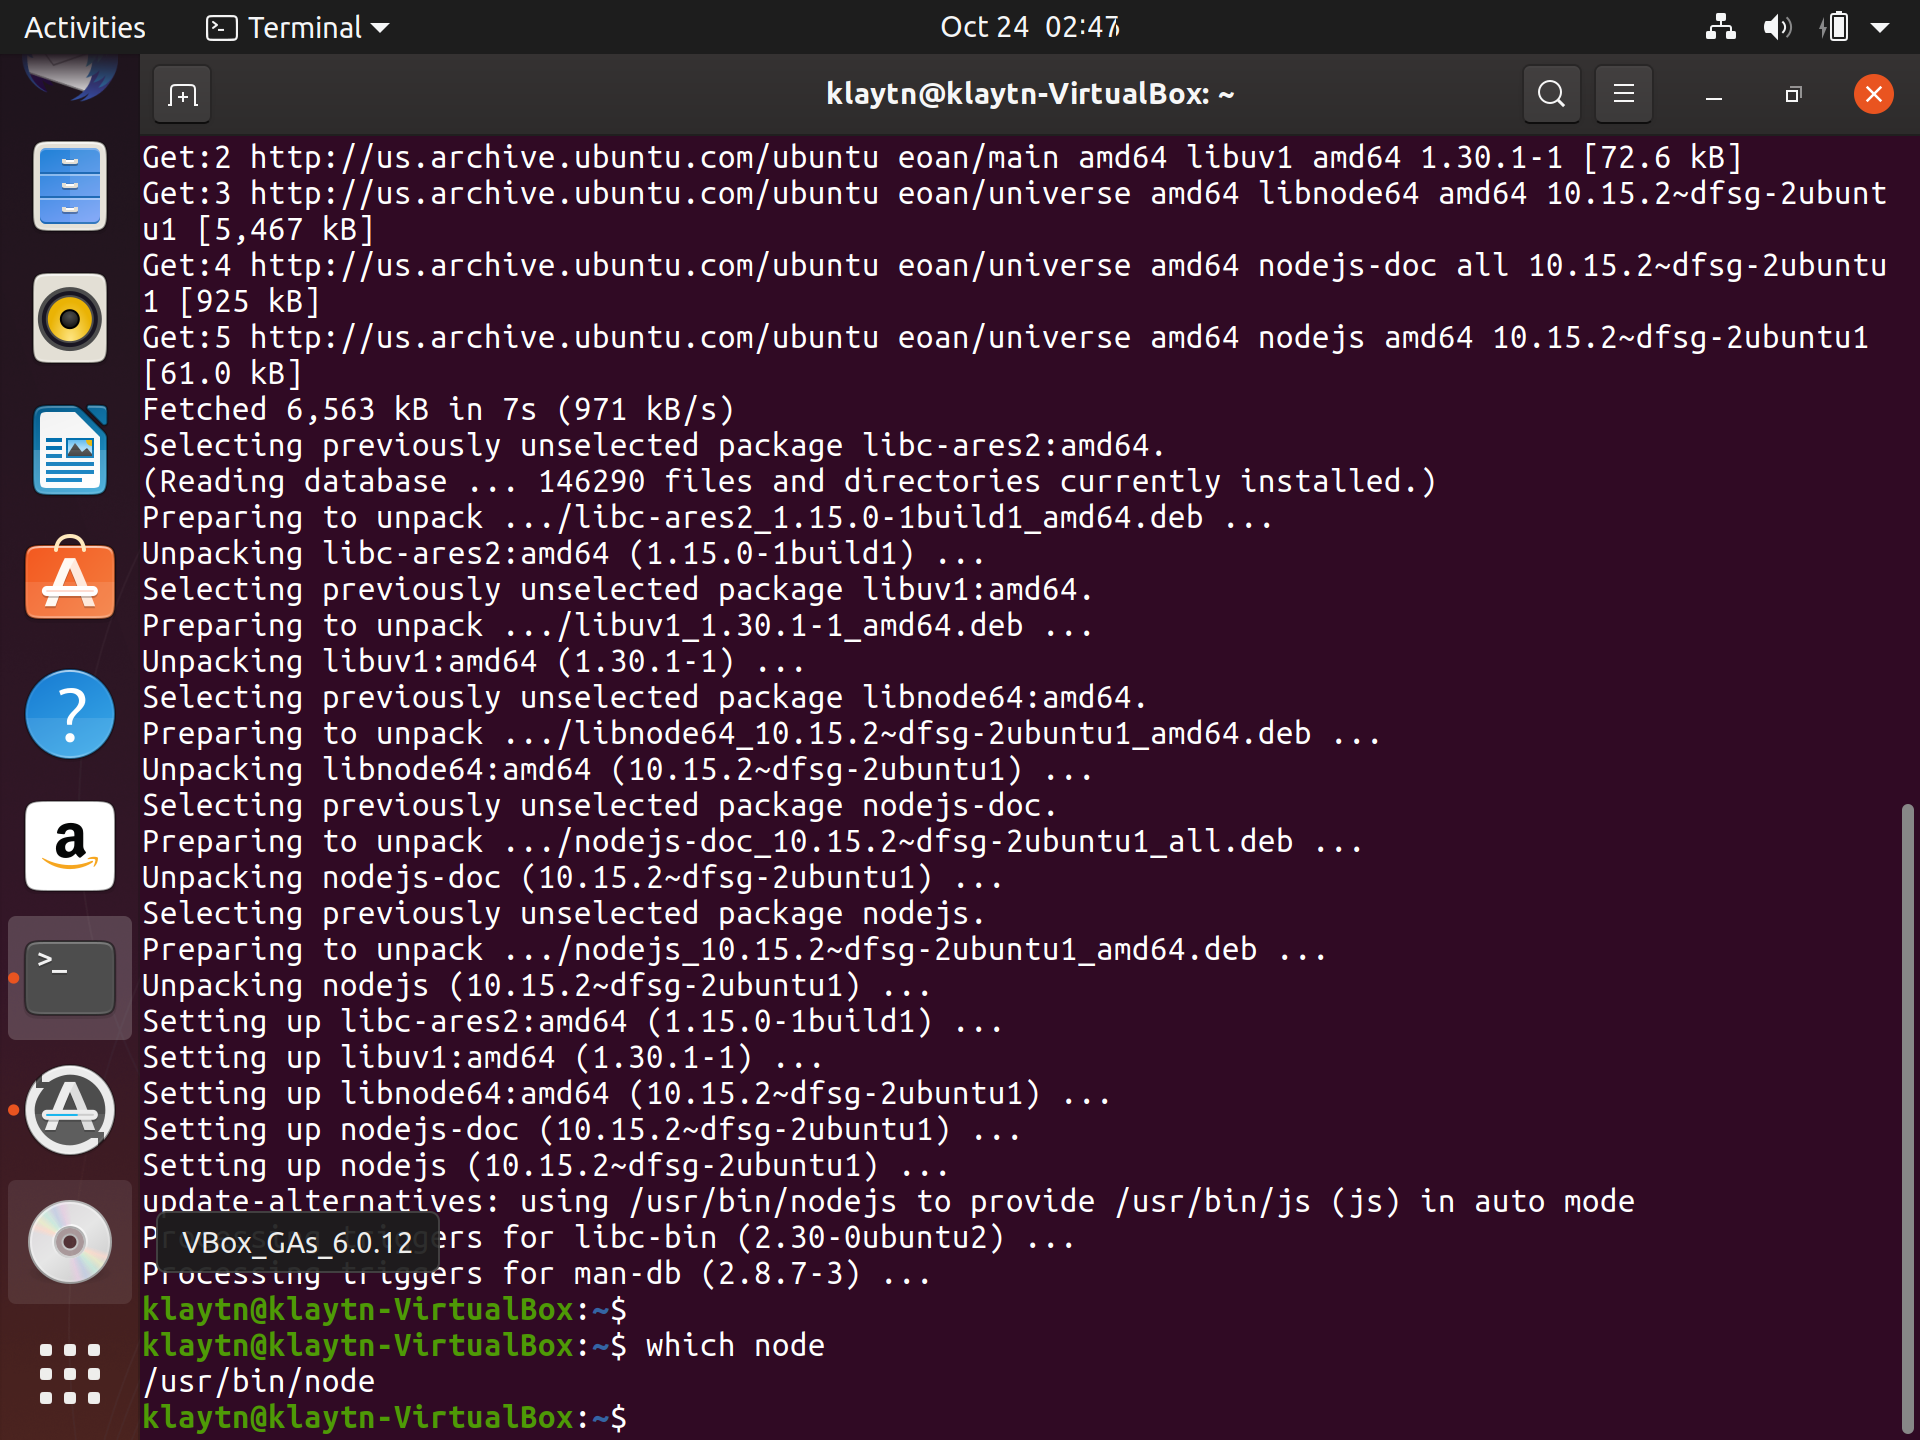 Activities
Terminal
Oct 24 02:47
klaytn@klaytn-VirtualBox: ~
Get:2 http://us.archive.ubuntu.com/ubuntu eoan/main amd64 libuv1 amd64 1.30.1-1 [72.6 kB]
Get:3 http://us.archive.ubuntu.com/ubuntu eoan/universe amd64 libnode64 amd64 10.15.2~dfsg-2ubunt
u1 [5,467 kB]
Get:4 http://us.archive.ubuntu.com/ubuntu eoan/universe amd64 nodejs-doc all 10.15.2~dfsg-2ubuntu
1 [925 kB]
Get:5 http://us.archive.ubuntu.com/ubuntu eoan/universe amd64 nodejs amd64 10.15.2~dfsg-2ubuntu1
[61.0 kB]
Fetched 6,563 kB in 7s (971 kB/s)
Selecting previously unselected package libc-ares2:amd64.
(Reading database ... 146290 files and directories currently installed.)
Preparing to unpack .../libc-ares2_1.15.0-1build1_amd64.deb ...
Unpacking libc-ares2:amd64 (1.15.0-1build1) ...
Selecting previously unselected package libuv1:amd64.
Preparing to unpack .../libuv1_1.30.1-1_amd64.deb ...
Unpacking libuv1:amd64 (1.30.1-1) ...
Selecting previously unselected package libnode64:amd64.
Preparing to unpack .../libnode64_10.15.2~dfsg-2ubuntu1_amd64.deb ...
Unpacking libnode64:amd64 (10.15.2~dfsg-2ubuntu1) ...
Selecting previously unselected package nodejs-doc.
Preparing to unpack .../nodejs-doc_10.15.2~dfsg-2ubuntu1_all.deb ...
Unpacking nodejs-doc (10.15.2~dfsg-2ubuntu1) ...
Selecting previously unselected package nodejs.
Preparing to unpack .../nodejs_10.15.2~dfsg-2ubuntu1_amd64.deb ...
Unpacking nodejs (10.15.2~dfsg-2ubuntu1) ...
Setting up libc-ares2:amd64 (1.15.0-1build1) ...
Setting up libuv1:amd64 (1.30.1-1) ...
Setting up libnode64:amd64 (10.15.2~dfsg-2ubuntu1) ...
Setting up nodejs-doc (10.15.2~dfsg-2ubuntu1) ...
Setting up nodejs (10.15.2~dfsg-2ubuntu1) ...
update-alternatives: using /usr/bin/nodejs to provide /usr/bin/js (js) in auto mode
VBox_GAs_6.0.12
for libc-bin (2.30-0ubuntu2) ...
Processing triggers for man-db (2.8.7-3) ...
klaytn@klaytn-VirtualBox:~$
klaytn@klaytn-VirtualBox:~$ which node
/usr/bin/node
klaytn@klaytn-VirtualBox:~$